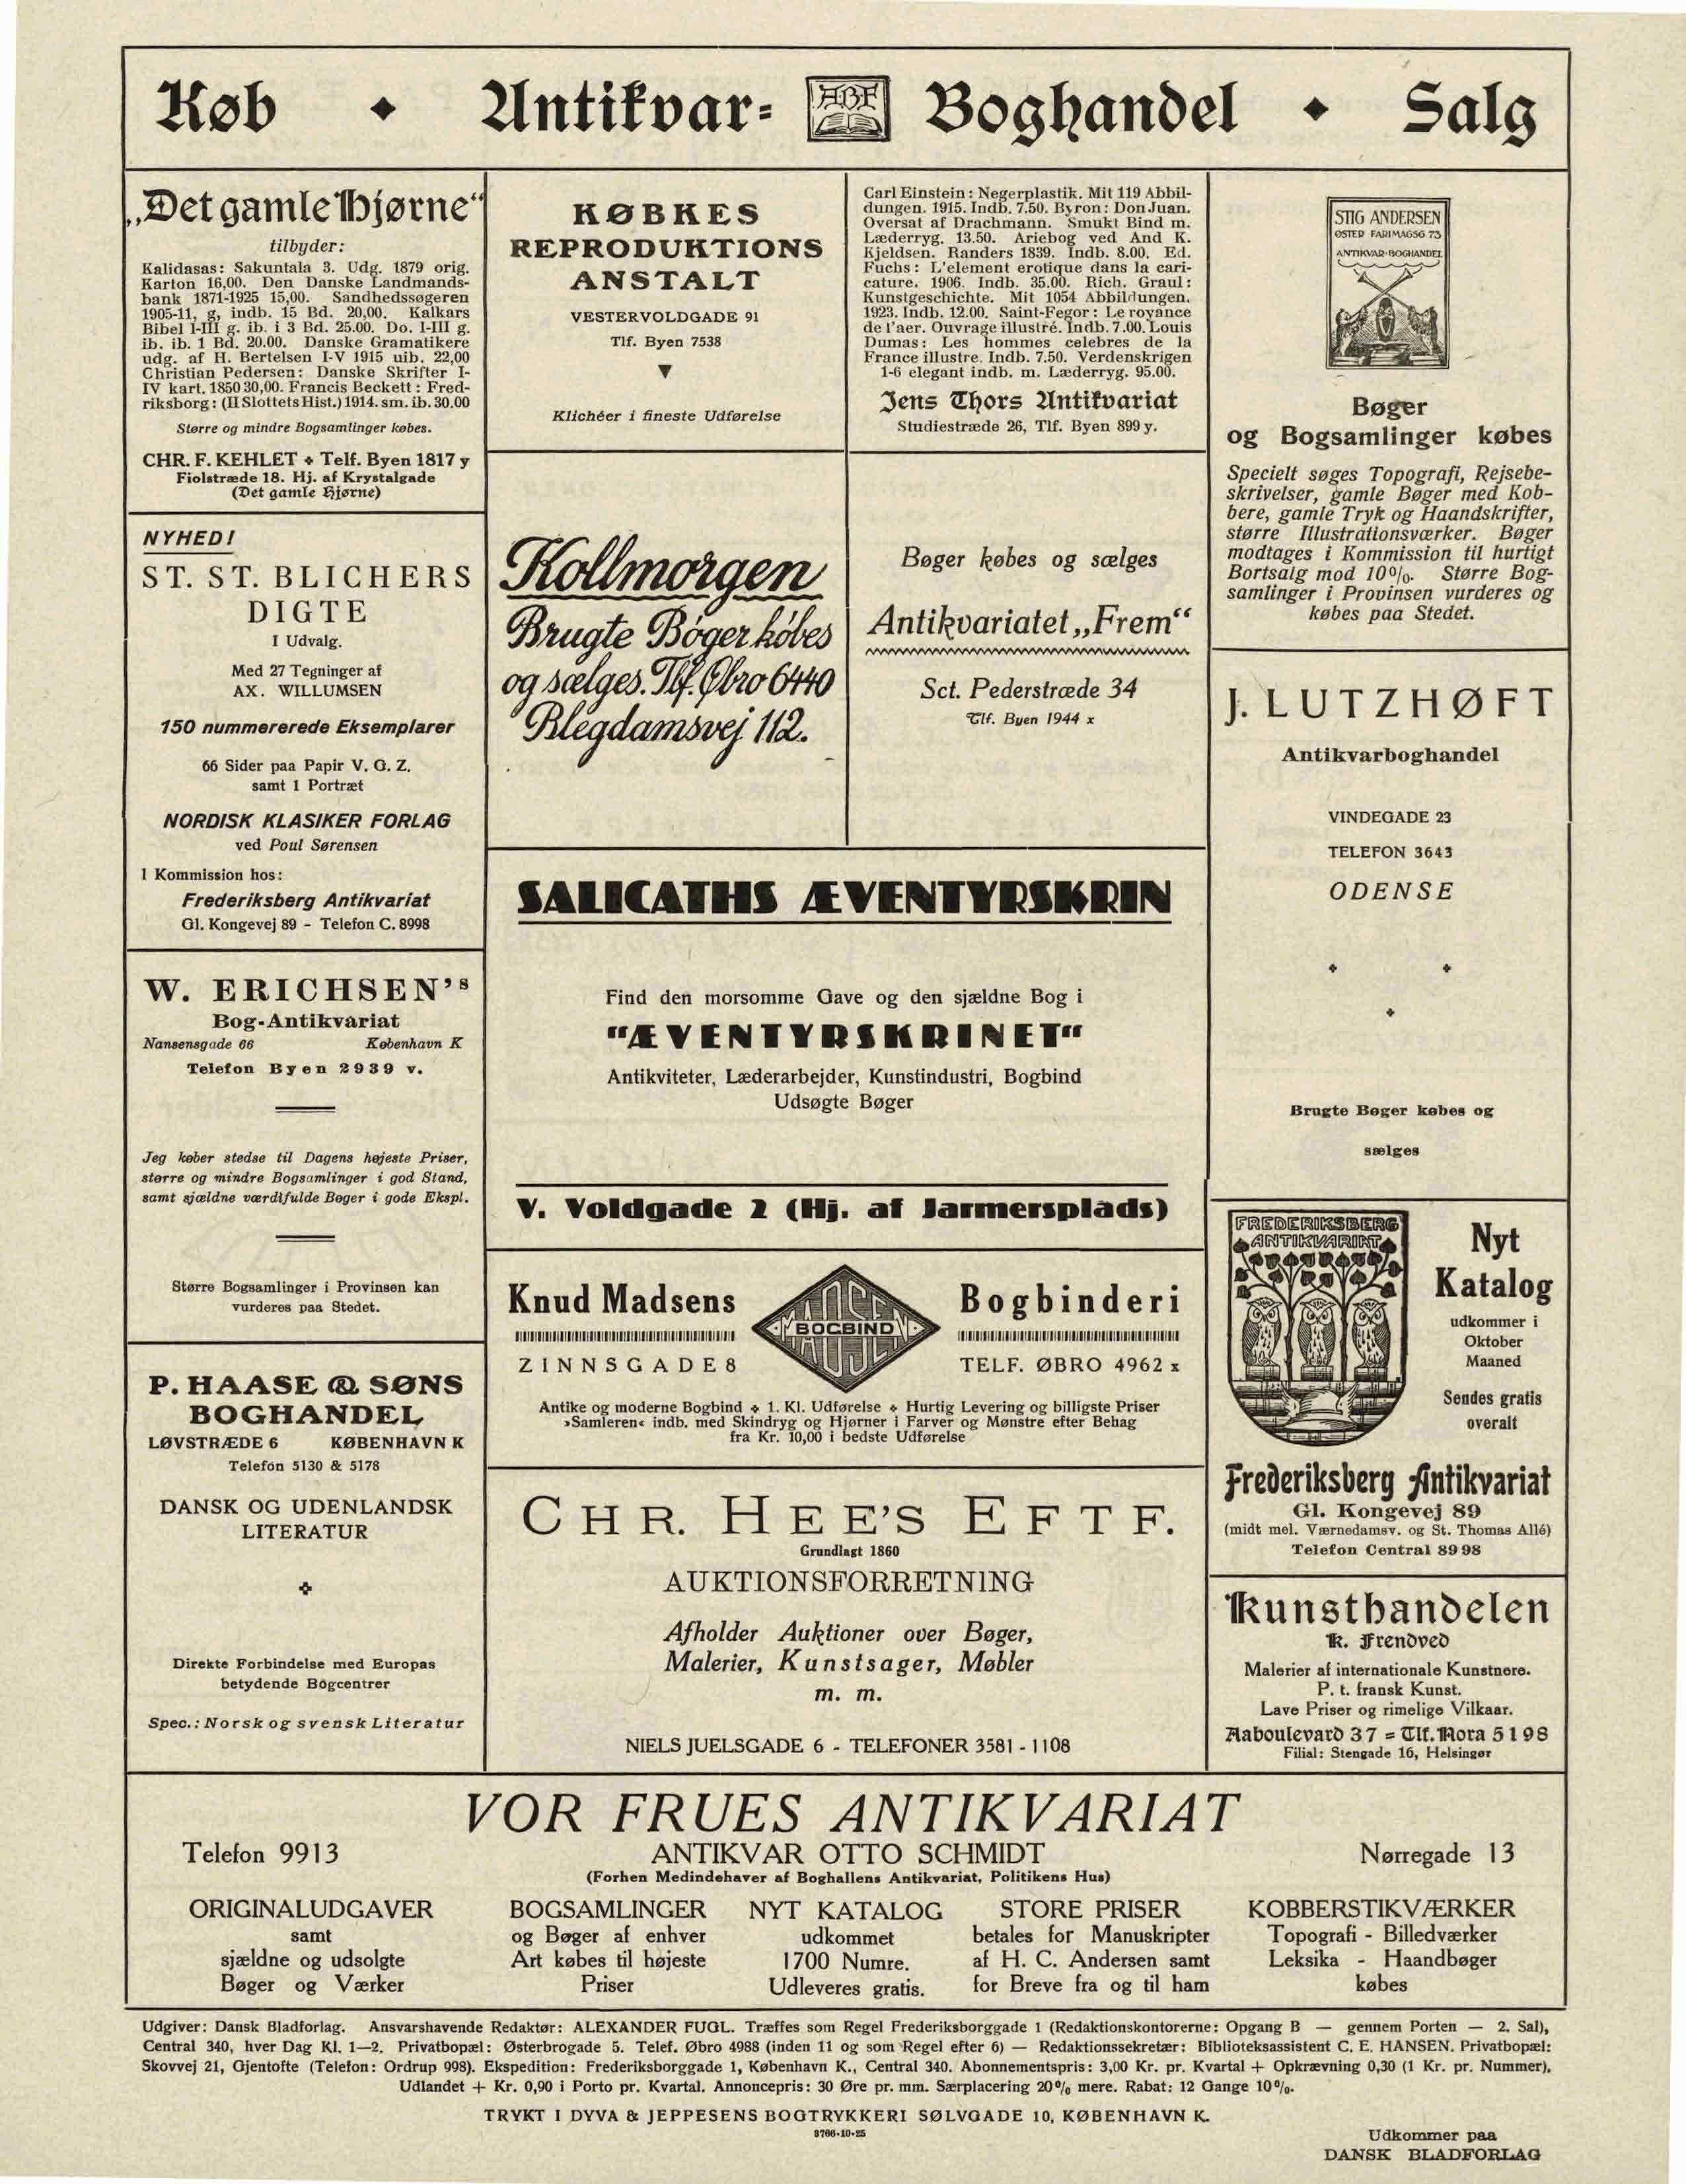 Køb ✦ Antikvar= ABF Boghandel ✦ Salg
„Det gamle Hjørne“
tilbyder:
Kalidasas: Sakuntala 3. Udg. 1879 orig.
Karton 16,00. Den Danske Landmands-
bank 1871-1925 15,00. Sandhedssøgeren
1905-11, g, indb. 15 Bd. 20,00. Kalkars
Bibel I-III g. ib. i 3 Bd. 25.00. Do. I-III g.
ib. ib. 1 Bd. 20.00. Danske Gramatikere
udg. af H. Bertelsen I-V 1915 uib. 22,00
Christian Pedersen: Danske Skrifter I-
IV kart. 1850 30,00. Francis Beckett: Fred-
riksborg: (II Slottets Hist.) 1914. sm. ib. 30.00
Større og mindre Bogsamlinger købes.
CHR. F. KEHLET ✦ Telf. Byen 1817 y
Fiolstræde 18. Hj. af Krystalgade
(Det gamle Hjørne)
NYHED!
ST. ST. BLICHERS
DIGTE
I Udvalg.
Med 27 Tegninger af
AX. WILLUMSEN
150 nummererede Eksemplarer
66 Sider paa Papir V. G. Z.
samt 1 Portræt
NORDISK KLASIKER FORLAG
ved Poul Sørensen
I Kommission hos:
Frederiksberg Antikvariat
Gl. Kongevej 89 - Telefon C. 8998
W. ERICHSEN's
Bog-Antikvariat
Nansensgade 66 København K
Telefon Byen 2939 v.
Jeg køber stedse til Dagens højeste Priser,
større og mindre Bogsamlinger i god Stand,
samt sjældne værdifulde Bøger i gode Ekspl.
Større Bogsamlinger i Provinsen kan
vurderes paa Stedet.
P. HAASE & SØNS
BOGHANDEL
LØVSTRÆDE 6 KØBENHAVN K
Telefon 5130 & 5178
DANSK OG UDENLANDSK
LITERATUR
Direkte Forbindelse med Europas
betydende Bögcentrer
Spec.: Norsk og svensk Literatur
KØBKES
REPRODUKTIONS
ANSTALT
VESTERVOLDGADE 91
Tlf. Byen 7538
▼
Klichéer i fineste Udførelse
Carl Einstein: Negerplastik. Mit 119 Abbil-
dungen. 1915. Indb. 7.50. Byron: Don Juan.
Oversat af Drachmann. Smukt Bind m.
Læderryg. 13.50. Ariebog ved And K.
Kjeldsen. Randers 1839. Indb. 8.00. Ed.
Fuchs: L'element erotique dans la cari-
cature. 1906. Indb. 35.00. Rich. Graul:
Kunstgeschichte. Mit 1054 Abbildungen.
1923. Indb. 12.00. Saint-Fegor: Le royance
de l'aer. Ouvrage illustré. Indb. 7.00. Louis
Dumas: Les hommes celebres de la
France illustre. Indb. 7.50. Verdenskrigen
1-6 elegant indb. m. Læderryg. 95.00.
Jens Thors Antikvariat
Studiestræde 26, Tlf. Byen 899 y.
Kollmorgen
Brugte Böger köbes
og sælges. Tlf. Øbro 6440
Blegdamsvej 112.
Bøger købes og sælges
Antikvariatet „Frem“
Sct. Pederstræde 34
Tlf. Byen 1944 x
SALICATHS ÆVENTYRSKRIN
Find den morsomme Gave og den sjældne Bog i
"ÆVENTYRSKRINET"
Antikviteter, Læderarbejder, Kunstindustri, Bogbind
Udsøgte Bøger
V. Voldgade 2 (Hj. af Jarmersplads)
Knud Madsens Bogbinderi
MADSEN
BOGBIND
ZINNSGADE 8 TELF. ØBRO 4962 x
Antike og moderne Bogbind ✦ 1. Kl. Udførelse ✦ Hurtig Levering og billigste Priser
»Samleren« indb. med Skindryg og Hjørner i Farver og Mønstre efter Behag
fra Kr. 10,00 i bedste Udførelse
CHR. HEE'S EFTF.
Grundlagt 1860
AUKTIONSFORRETNING
Afholder Auktioner over Bøger,
Malerier, Kunstsager, Møbler
m. m.
NIELS JUELSGADE 6 - TELEFONER 3581 - 1108
STIG ANDERSEN
ØSTER FARIMAGSG 73
ANTIKVAR-BOGHANDEL
Bøger
og Bogsamlinger købes
Specielt søges Topografi, Rejsebe-
skrivelser, gamle Bøger med Kob-
bere, gamle Tryk og Haandskrifter,
større Illustrationsværker. Bøger
modtages i Kommission til hurtigt
Bortsalg mod 10%. Større Bog-
samlinger i Provinsen vurderes og
købes paa Stedet.
J. LUTZHØFT
Antikvarboghandel
VINDEGADE 23
TELEFON 3643
ODENSE
Brugte Bøger købes og
sælges
FREDERIKSBERG
ANTIKVARIAT
Nyt
Katalog
udkommer i
Oktober
Maaned
Sendes gratis
overalt
Frederiksberg Antikvariat
Gl. Kongevej 89
(midt mel. Værnedamsv. og St. Thomas Allé)
Telefon Central 8998
Kunsthandelen
K. Frendved
Malerier af internationale Kunstnere.
P. t. fransk Kunst.
Lave Priser og rimelige Vilkaar.
Aaboulevard 37 = Tlf. Nora 5198
Filial: Stengade 16, Helsingør
VOR FRUES ANTIKVARIAT
Telefon 9913 ANTIKVAR OTTO SCHMIDT Nørregade 13
(Forhen Medindehaver af Boghallens Antikvariat, Politikens Hus)
ORIGINALUDGAVER
samt
sjældne og udsolgte
Bøger og Værker
BOGSAMLINGER
og Bøger af enhver
Art købes til højeste
Priser
NYT KATALOG
udkommet
1700 Numre.
Udleveres gratis.
STORE PRISER
betales for Manuskripter
af H. C. Andersen samt
for Breve fra og til ham
KOBBERSTIKVÆRKER
Topografi - Billedværker
Leksika - Haandbøger
købes
Udgiver: Dansk Bladforlag. Ansvarshavende Redaktør: ALEXANDER FUGL. Træffes som Regel Frederiksborggade 1 (Redaktionskontorerne: Opgang B — gennem Porten — 2. Sal),
Central 340, hver Dag Kl. 1—2. Privatbopæl: Østerbrogade 5. Telef. Øbro 4988 (inden 11 og som Regel efter 6) — Redaktionssekretær: Biblioteksassistent C. E. HANSEN. Privatbopæl:
Skovvej 21, Gjentofte (Telefon: Ordrup 998). Ekspedition: Frederiksborggade 1, København K., Central 340. Abonnementspris: 3,00 Kr. pr. Kvartal + Opkrævning 0,30 (1 Kr. pr. Nummer),
Udlandet + Kr. 0,90 i Porto pr. Kvartal. Annoncepris: 30 Øre pr. mm. Særplacering 20% mere. Rabat: 12 Gange 10%.
TRYKT I DYVA & JEPPESENS BOGTRYKKERI SØLVGADE 10, KØBENHAVN K.
3766-10-25
Udkommer paa
DANSK BLADFORLAG